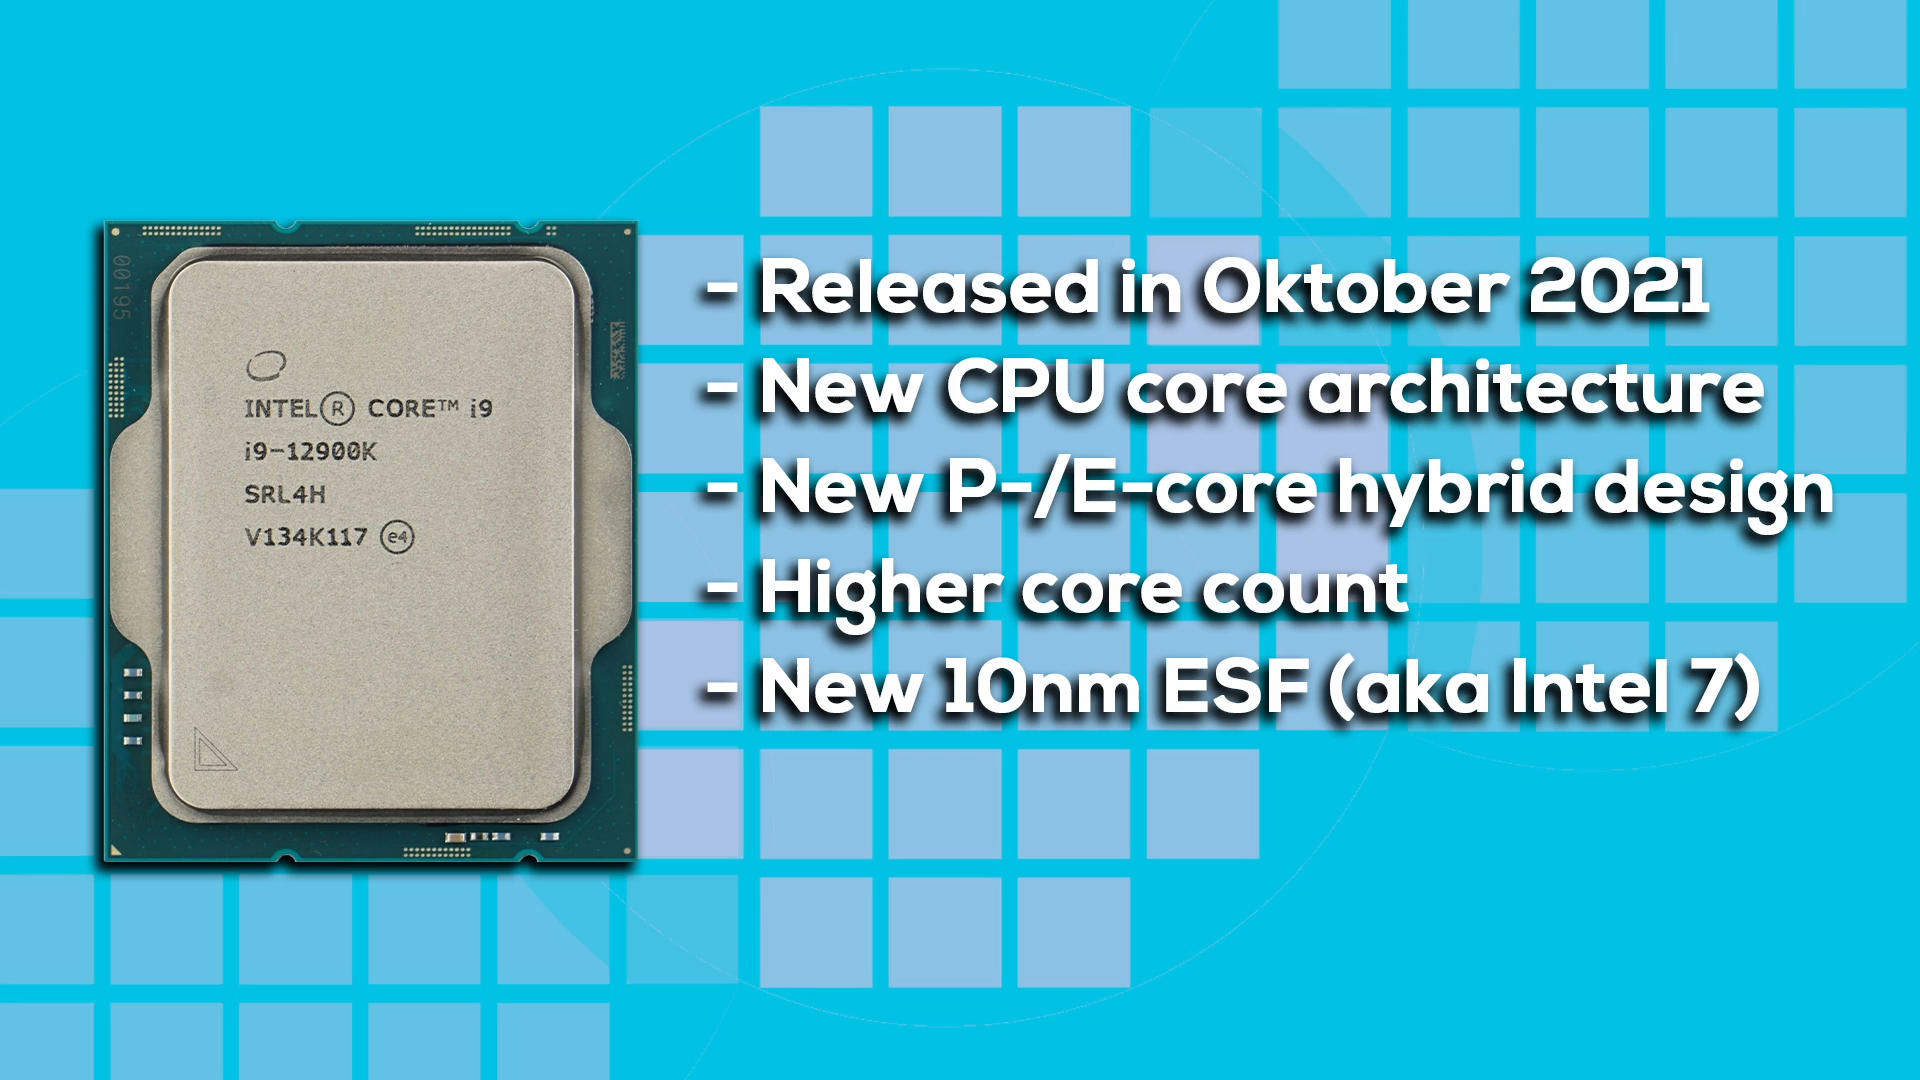 00195
INTEL® CORE™ i9
i9-12900K
SRL4H
V134K117 e4
- Released in Oktober 2021
- New CPU core architecture
- New P-/E-core hybrid design
- Higher core count
- New 10nm ESF (aka Intel 7)